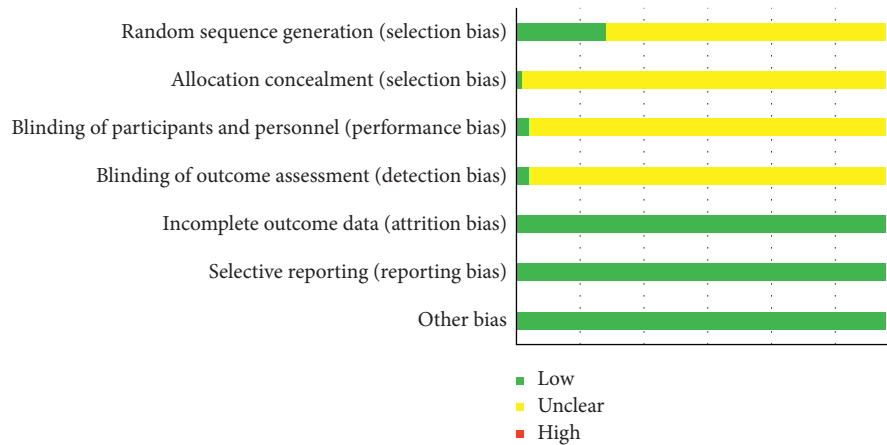 Random sequence generation (selection bias)
Allocation concealment (selection bias)
Blinding of participants and personnel (performance bias)
Blinding of outcome assessment (detection bias)
Incomplete outcome data (attrition bias)
Selective reporting (reporting bias)
Other bias
Low
Unclear
High